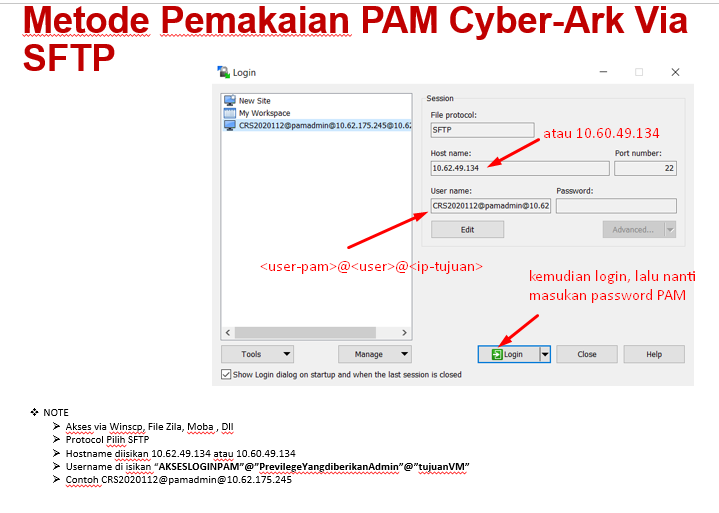 Metode Pemakaian PAM Cyber-Ark Via
SFTP
Login
New Site
My Workspace
CRS2020112@pamadmin@10.62.175.245@10.62
Session
File protocol:
SFTP
atau 10.60.49.134
Host name:
Port number:
10.62.49.134
22
User name:
Password:
CRS2020112@pamadmin@10.62
Edit
Advanced...
<user-pam>@<user>@<ip-tujuan>
kemudian login, lalu nanti
masukan password PAM
Tools
Manage
Login
Close
Help
Show Login dialog on startup and when the last session is closed
❖ NOTE
➢ Akses via Winscp, File Zila, Moba , Dll
➢ Protocol Pilih SFTP
➢ Hostname diisikan 10.62.49.134 atau 10.60.49.134
➢ Username di isikan “AKSESLOGINPAM”@”PrevilegeYangdiberikanAdmin”@”tujuanVM”
➢ Contoh CRS2020112@pamadmin@10.62.175.245